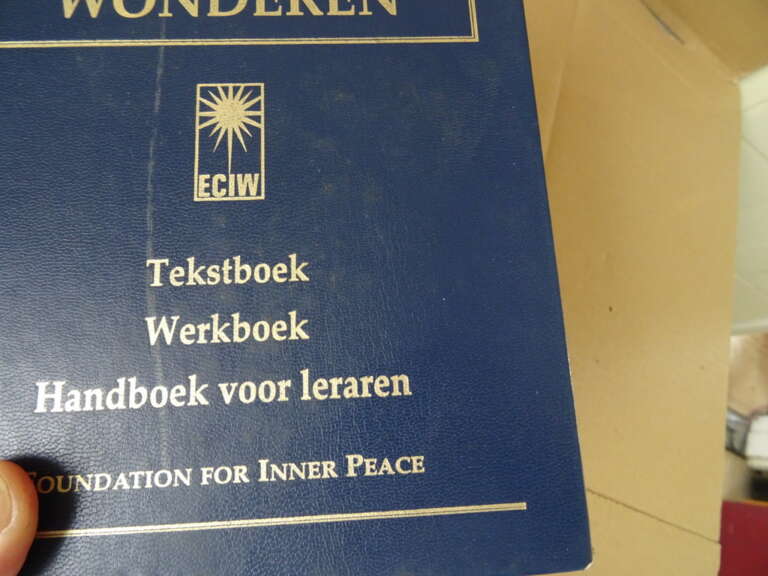 WONDEREN
ECIW
Tekstboek
Werkboek
Handboek voor leraren
FOUNDATION FOR INNER PEACE